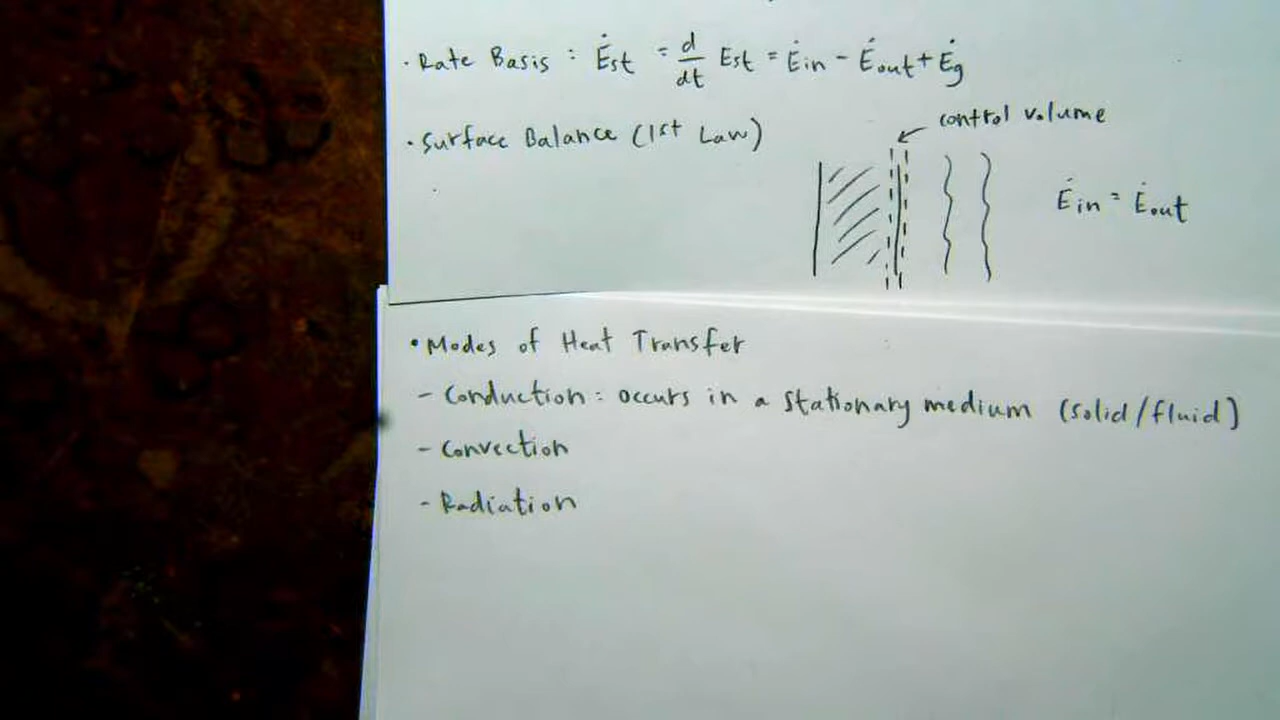 · Rate Basis : Ėst = d/dt Est = Ėin - Ėout + Ėg
· Surface Balance (1st Law)
control volume
Ėin = Ėout
• Modes of Heat Transfer
- Conduction : occurs in a stationary medium (solid/fluid)
- Convection
- Radiation